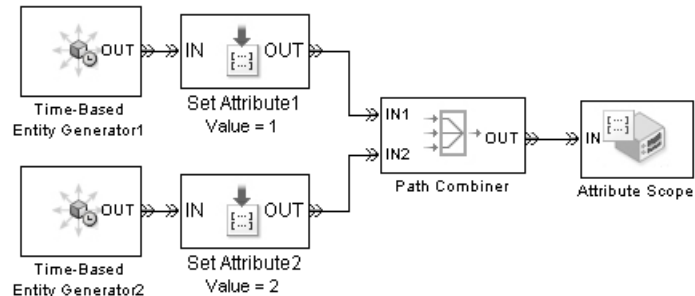 OUT
IN
OUT
Time-Based
Entity Generator1
Set Attribute1
Value = 1
IN1
IN2
OUT
Path Combiner
IN
Attribute Scope
OUT
IN
OUT
Time-Based
Entity Generator2
Set Attribute2
Value = 2